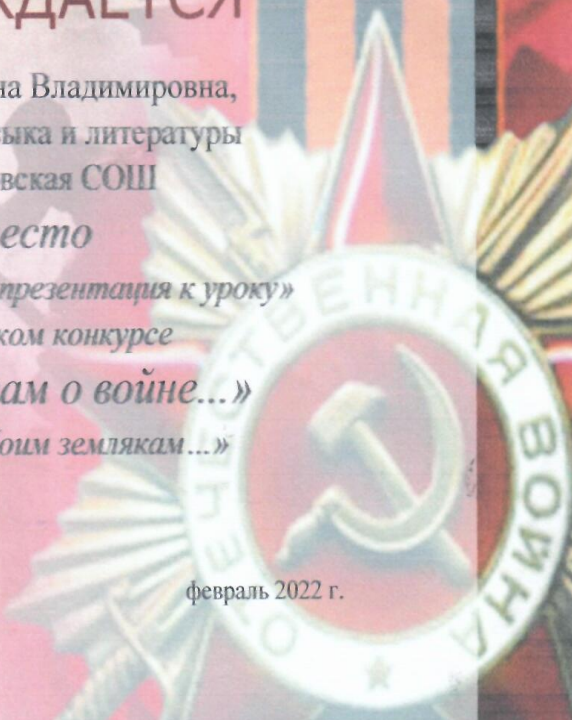 ЖДАЕТСЯ
на Владимировна,
зыка и литературы
вская СОШ
есто
презентация к уроку»
ком конкурсе
ам о войне...»
оим землякам...»
ОТЕЧЕСТВЕННАЯ ВОЙНА
февраль 2022 г.